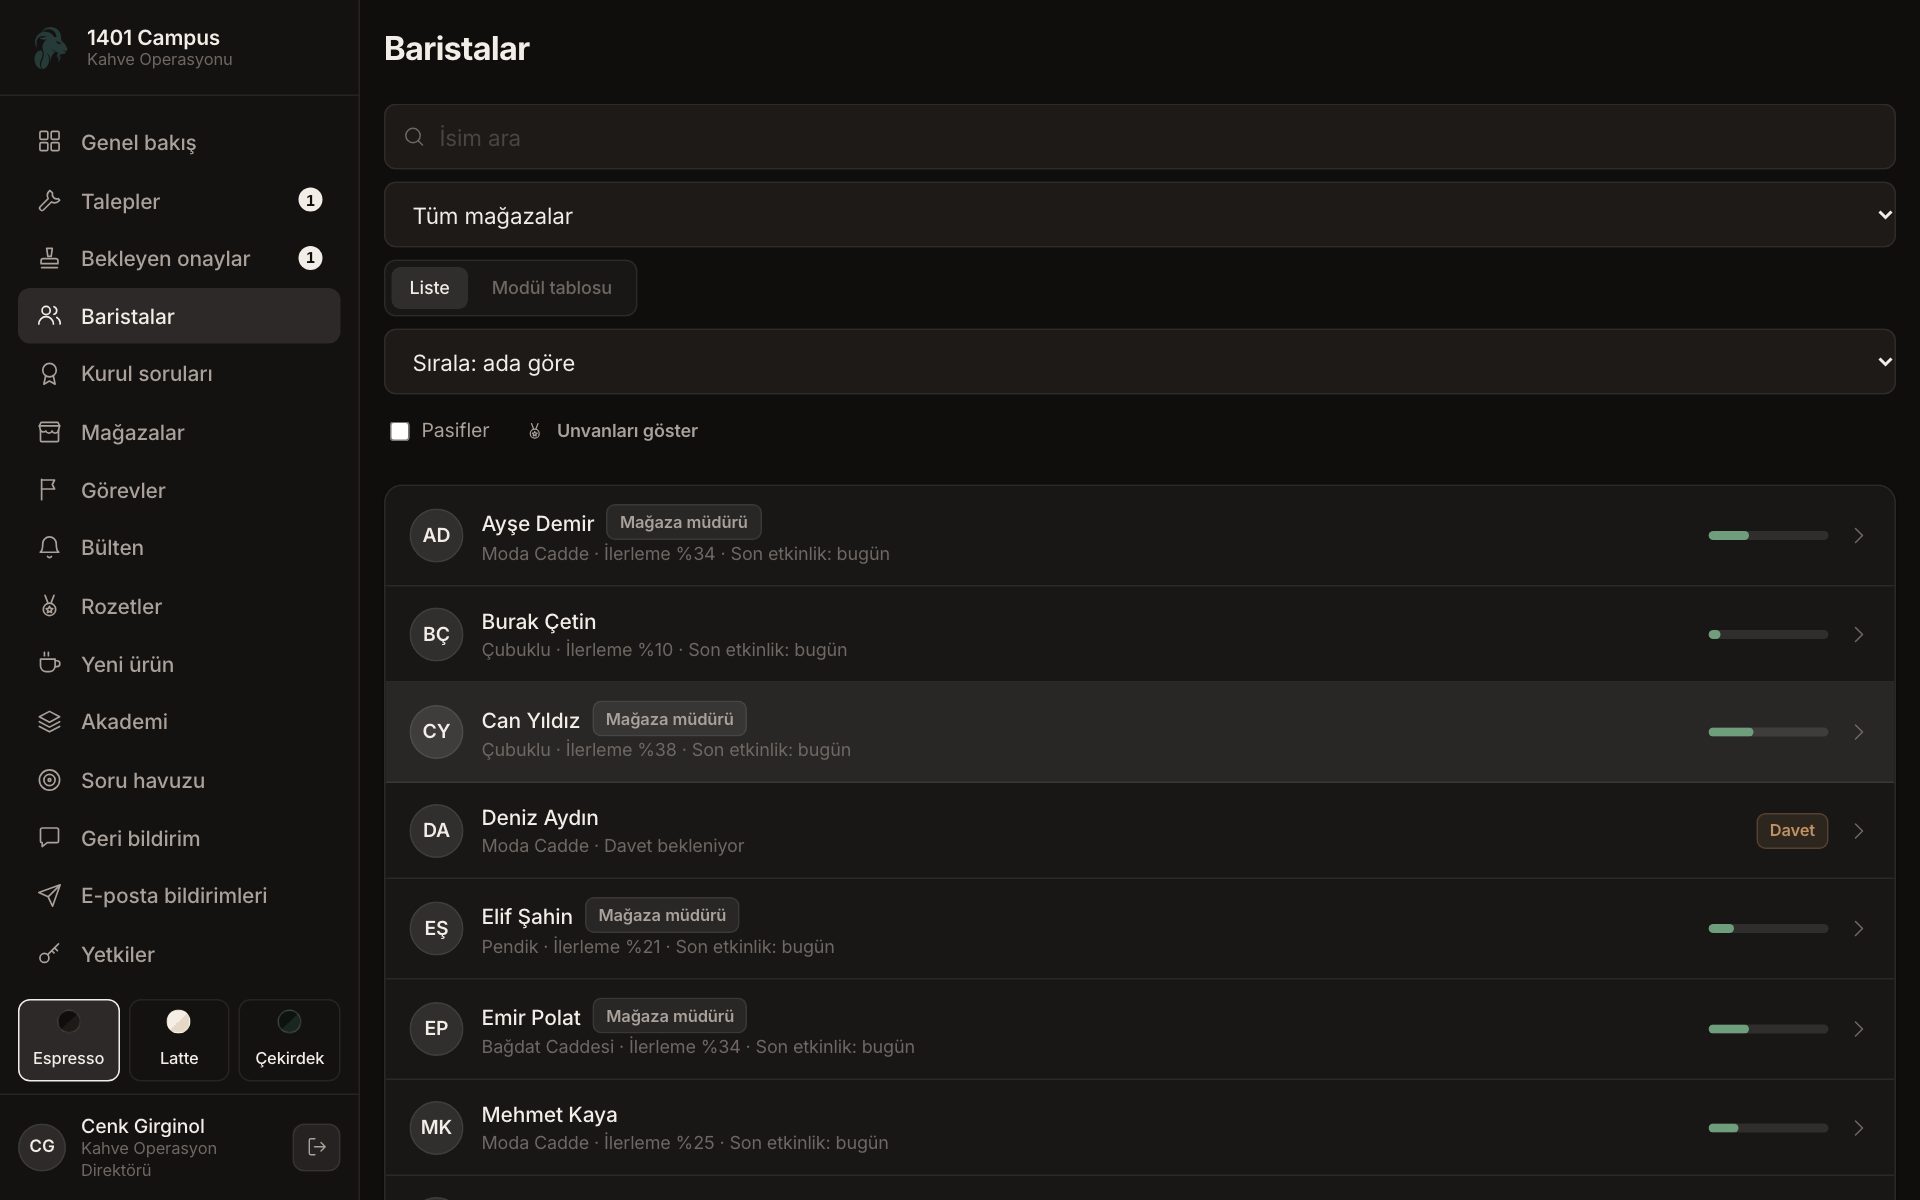 1401 Campus
Kahve Operasyonu
Genel bakış
Talepler 1
Bekleyen onaylar 1
Baristalar
Kurul soruları
Mağazalar
Görevler
Bülten
Rozetler
Yeni ürün
Akademi
Soru havuzu
Geri bildirim
E-posta bildirimleri
Yetkiler
Espresso Latte Çekirdek
CG Cenk Girginol
Kahve Operasyon
Direktörü
Baristalar
İsim ara
Tüm mağazalar
Liste Modül tablosu
Sırala: ada göre
Pasifler Unvanları göster
AD Ayşe Demir Mağaza müdürü
Moda Cadde · İlerleme %34 · Son etkinlik: bugün
BÇ Burak Çetin
Çubuklu · İlerleme %10 · Son etkinlik: bugün
CY Can Yıldız Mağaza müdürü
Çubuklu · İlerleme %38 · Son etkinlik: bugün
DA Deniz Aydın
Moda Cadde · Davet bekleniyor
Davet
EŞ Elif Şahin Mağaza müdürü
Pendik · İlerleme %21 · Son etkinlik: bugün
EP Emir Polat Mağaza müdürü
Bağdat Caddesi · İlerleme %34 · Son etkinlik: bugün
MK Mehmet Kaya
Moda Cadde · İlerleme %25 · Son etkinlik: bugün